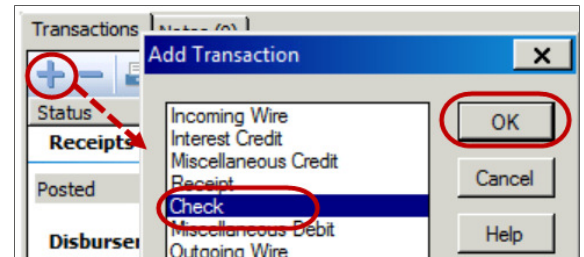 Transactions Notes (0)
Add Transaction
Status
Receipts
Posted
Disburse
Incoming Wire
Interest Credit
Miscellaneous Credit
Receipt
Check
Miscellaneous Debit
Outgoing Wire
OK
Cancel
Help